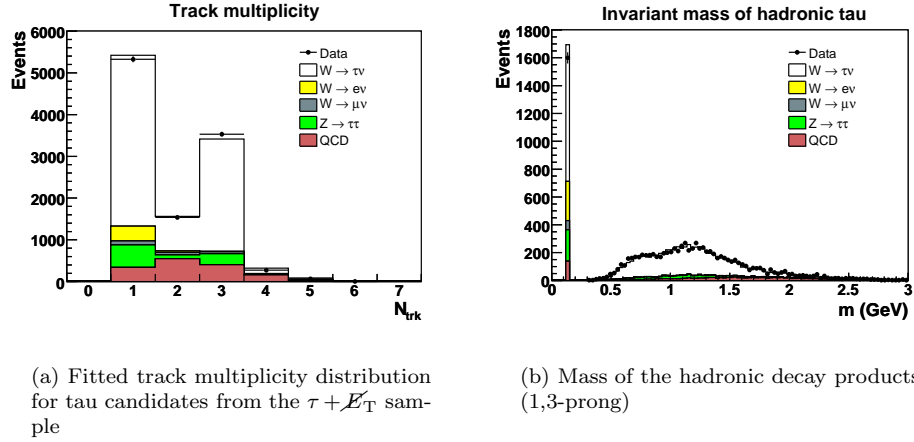 Track multiplicity
Events
6000
5000
4000
3000
2000
1000
0
Data
W → τν
W → eν
W → μν
Z → ττ
QCD
0 1 2 3 4 5 6 7
N_trk
Invariant mass of hadronic tau
Events
1800
1600
1400
1200
1000
800
600
400
200
0
Data
W → τν
W → eν
W → μν
Z → ττ
QCD
0 0.5 1 1.5 2 2.5 3
m (GeV)
(a) Fitted track multiplicity distribution
for tau candidates from the τ + E̸_T sam-
ple
(b) Mass of the hadronic decay products
(1,3-prong)